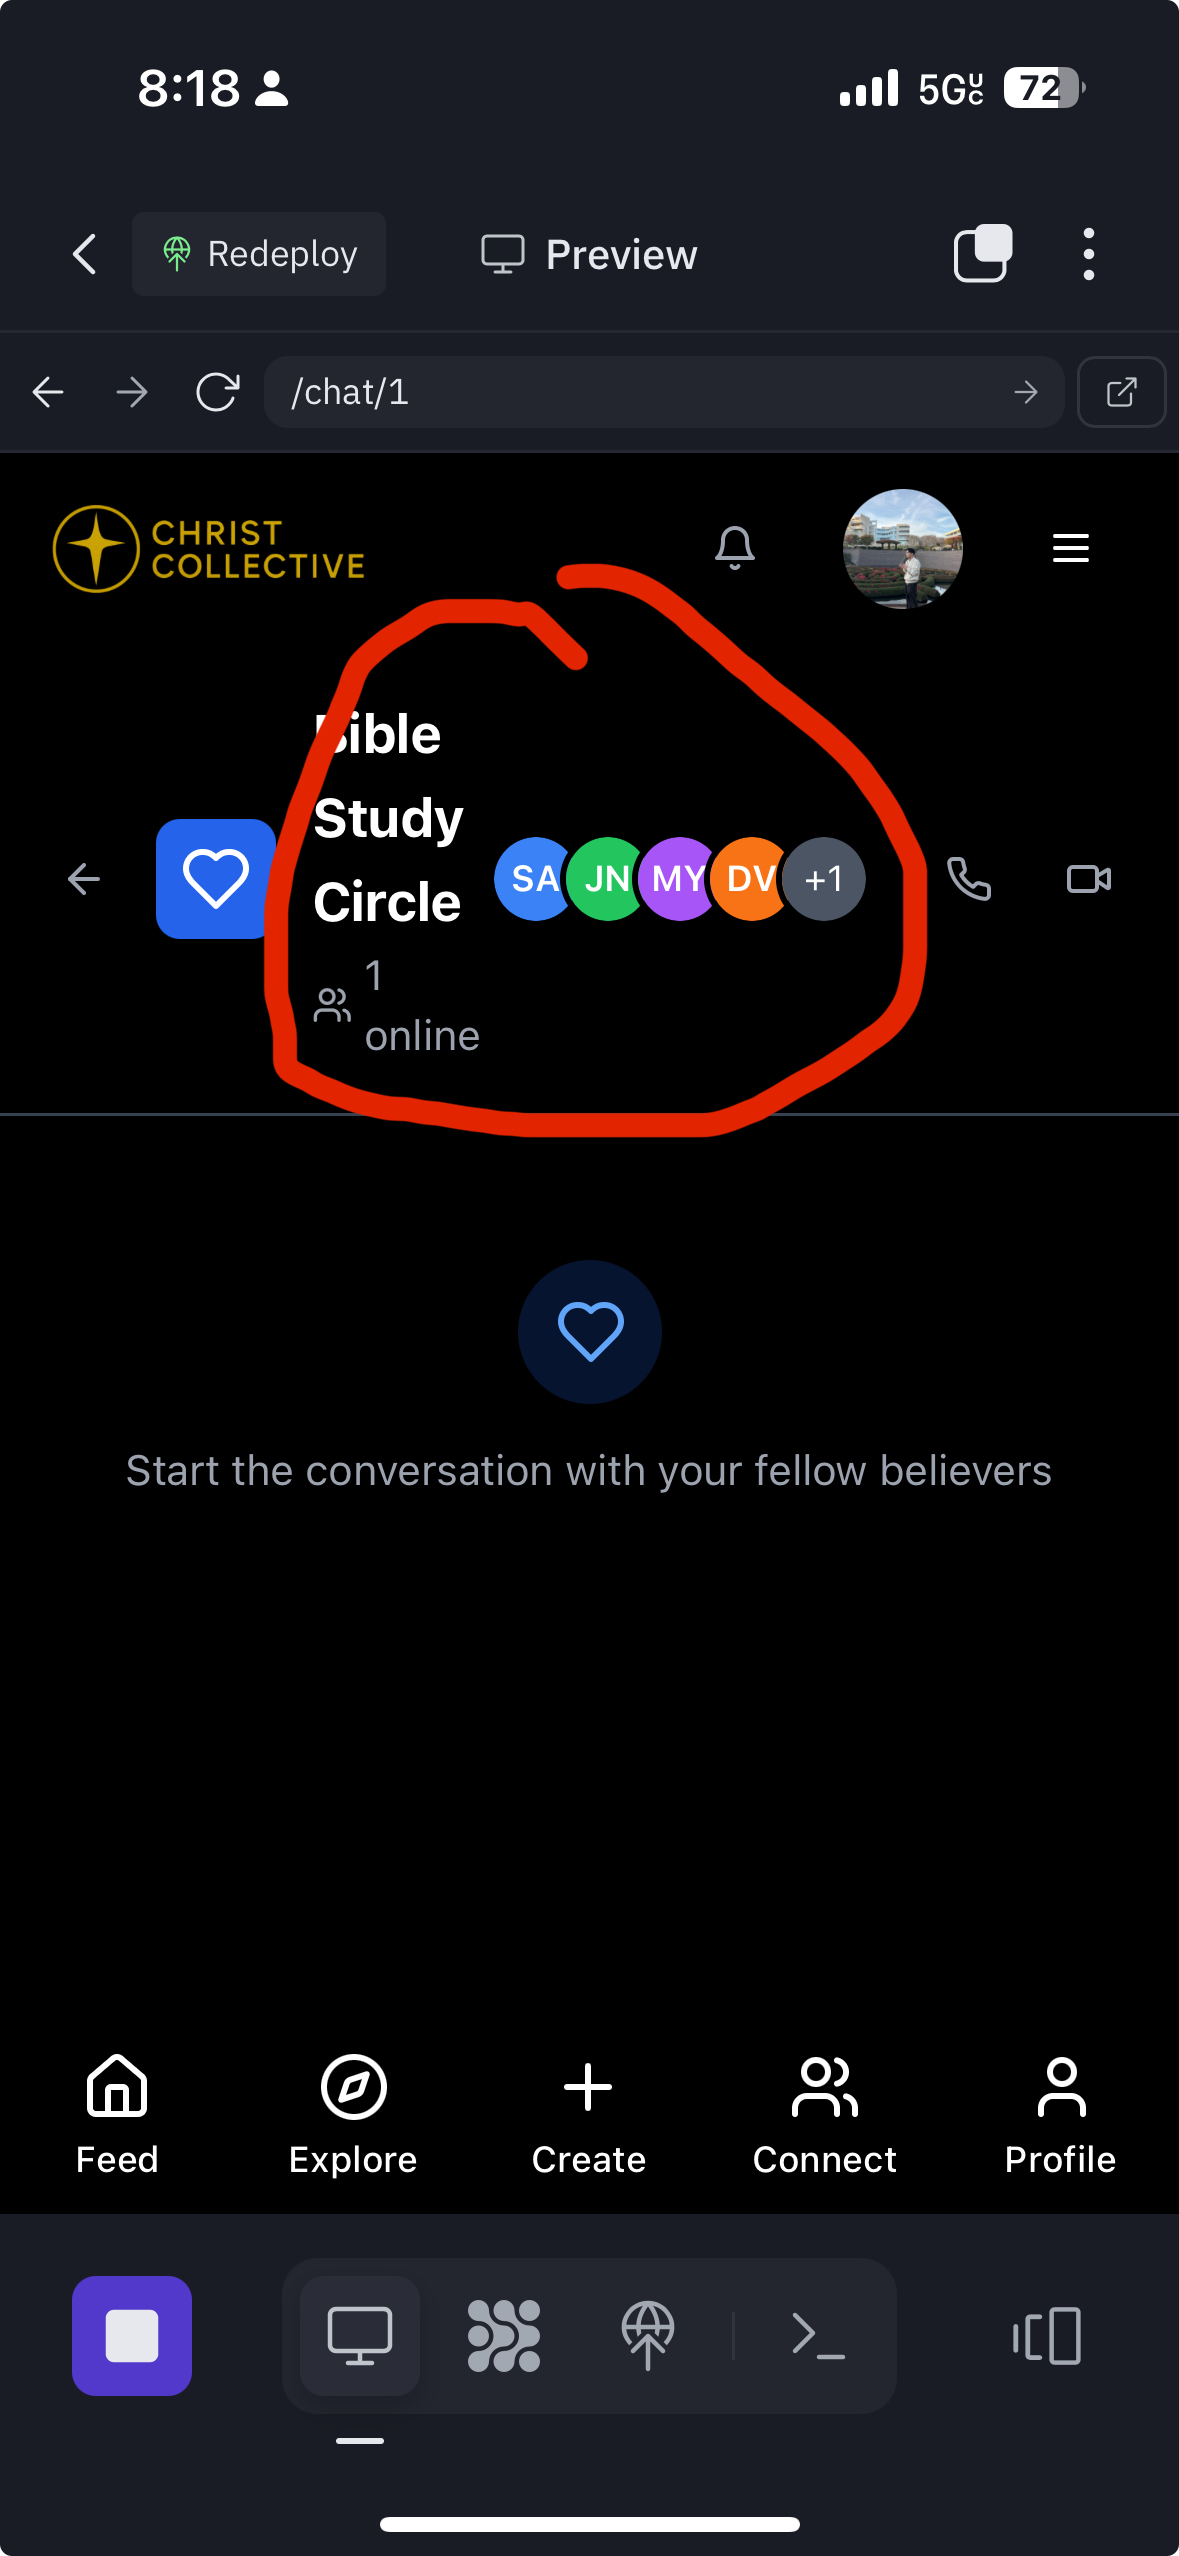 8:18
5GUC
72
Redeploy
Preview
/chat/1
CHRIST
COLLECTIVE
Bible
Study
Circle
SA JN MY DV +1
1
online
Start the conversation with your fellow believers
Feed Explore Create Connect Profile